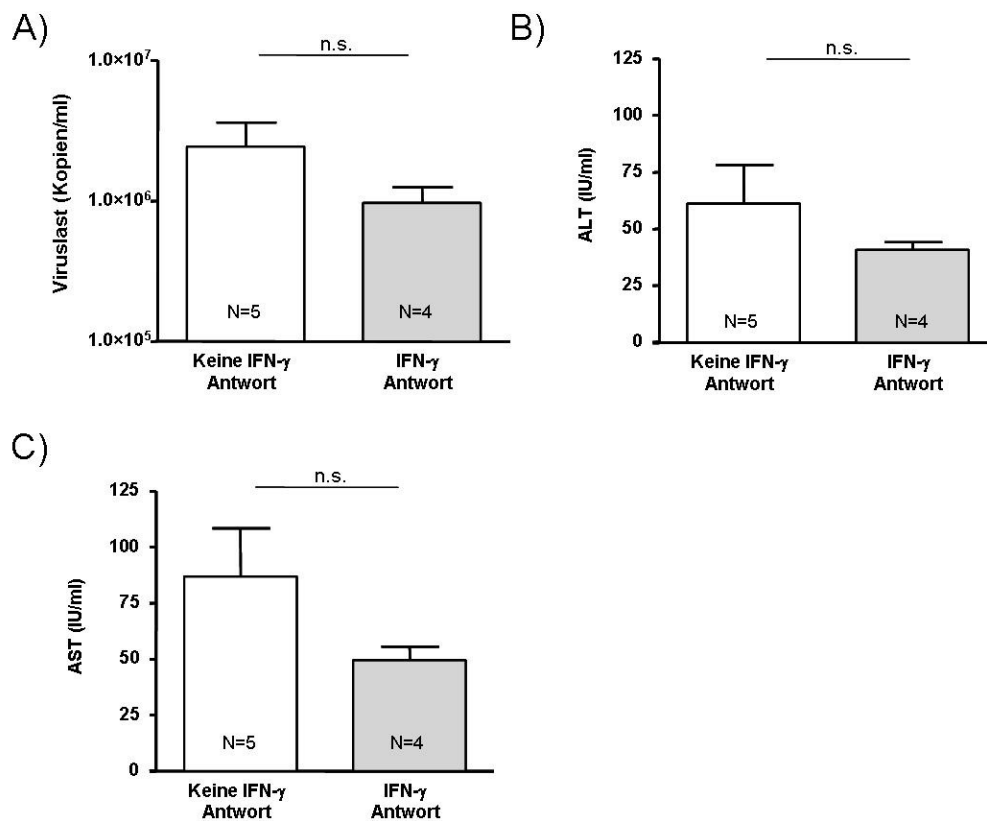 A)
n.s.
1.0×10⁷
1.0×10⁶
1.0×10⁵
Viruslast (Kopien/ml)
N=5
N=4
Keine IFN-γ
Antwort
IFN-γ
Antwort
B)
n.s.
125
100
75
50
25
0
ALT (IU/ml)
N=5
N=4
Keine IFN-γ
Antwort
IFN-γ
Antwort
C)
n.s.
125
100
75
50
25
0
AST (IU/ml)
N=5
N=4
Keine IFN-γ
Antwort
IFN-γ
Antwort